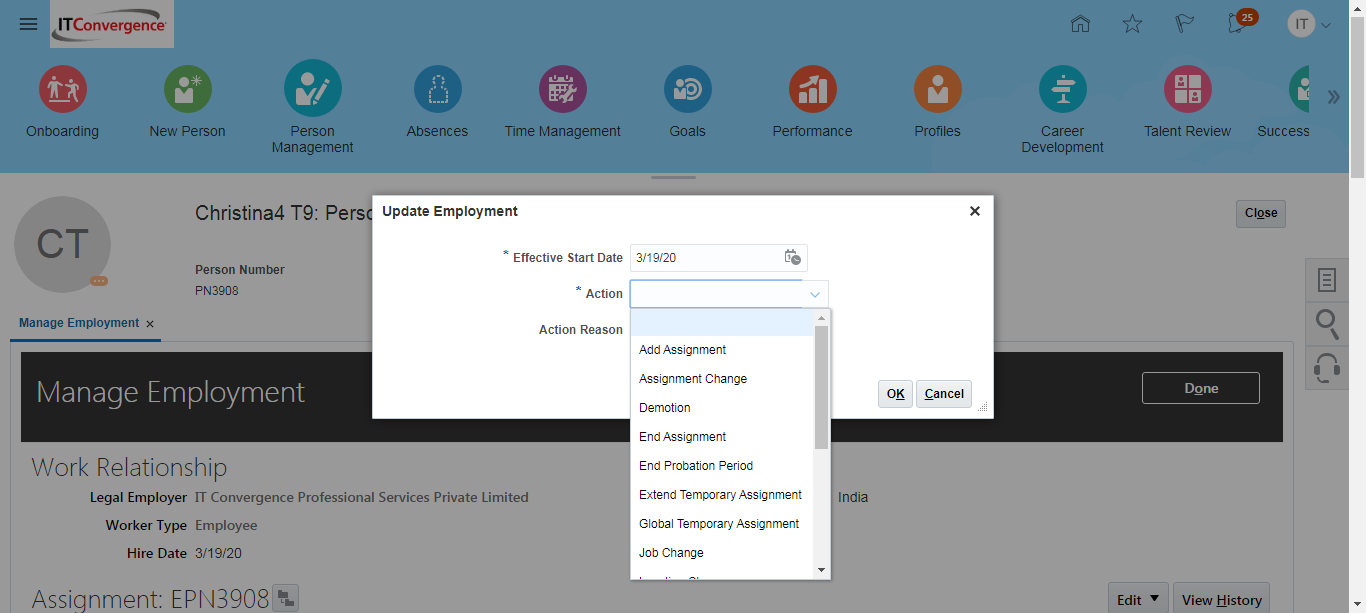 ITConvergence
25
IT
Onboarding
New Person
Person Management
Absences
Time Management
Goals
Performance
Profiles
Career Development
Talent Review
Success
CT
Christina4 T9: Perso
Close
Person Number
PN3908
Manage Employment
Update Employment
* Effective Start Date 3/19/20
* Action
Action Reason
Add Assignment
Assignment Change
Demotion
End Assignment
End Probation Period
Extend Temporary Assignment
Global Temporary Assignment
Job Change
OK Cancel
Manage Employment
Done
Work Relationship
Legal Employer IT Convergence Professional Services Private Limited
India
Worker Type Employee
Hire Date 3/19/20
Assignment: EPN3908
Edit
View History